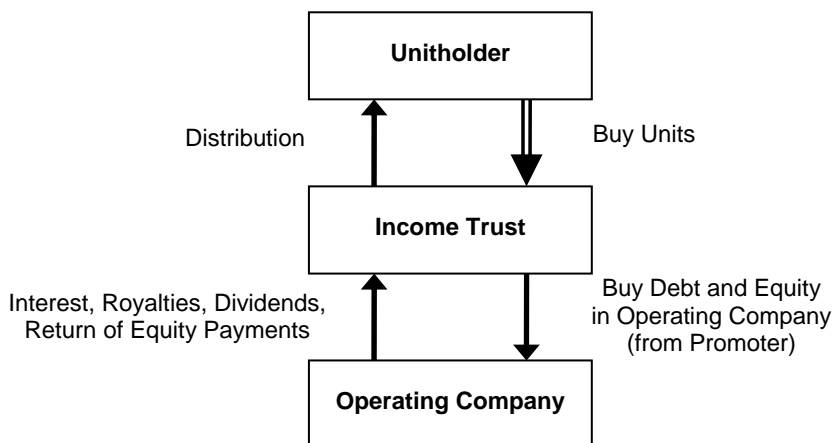 Unitholder
Distribution
Buy Units
Income Trust
Interest, Royalties, Dividends,
Return of Equity Payments
Buy Debt and Equity
in Operating Company
(from Promoter)
Operating Company